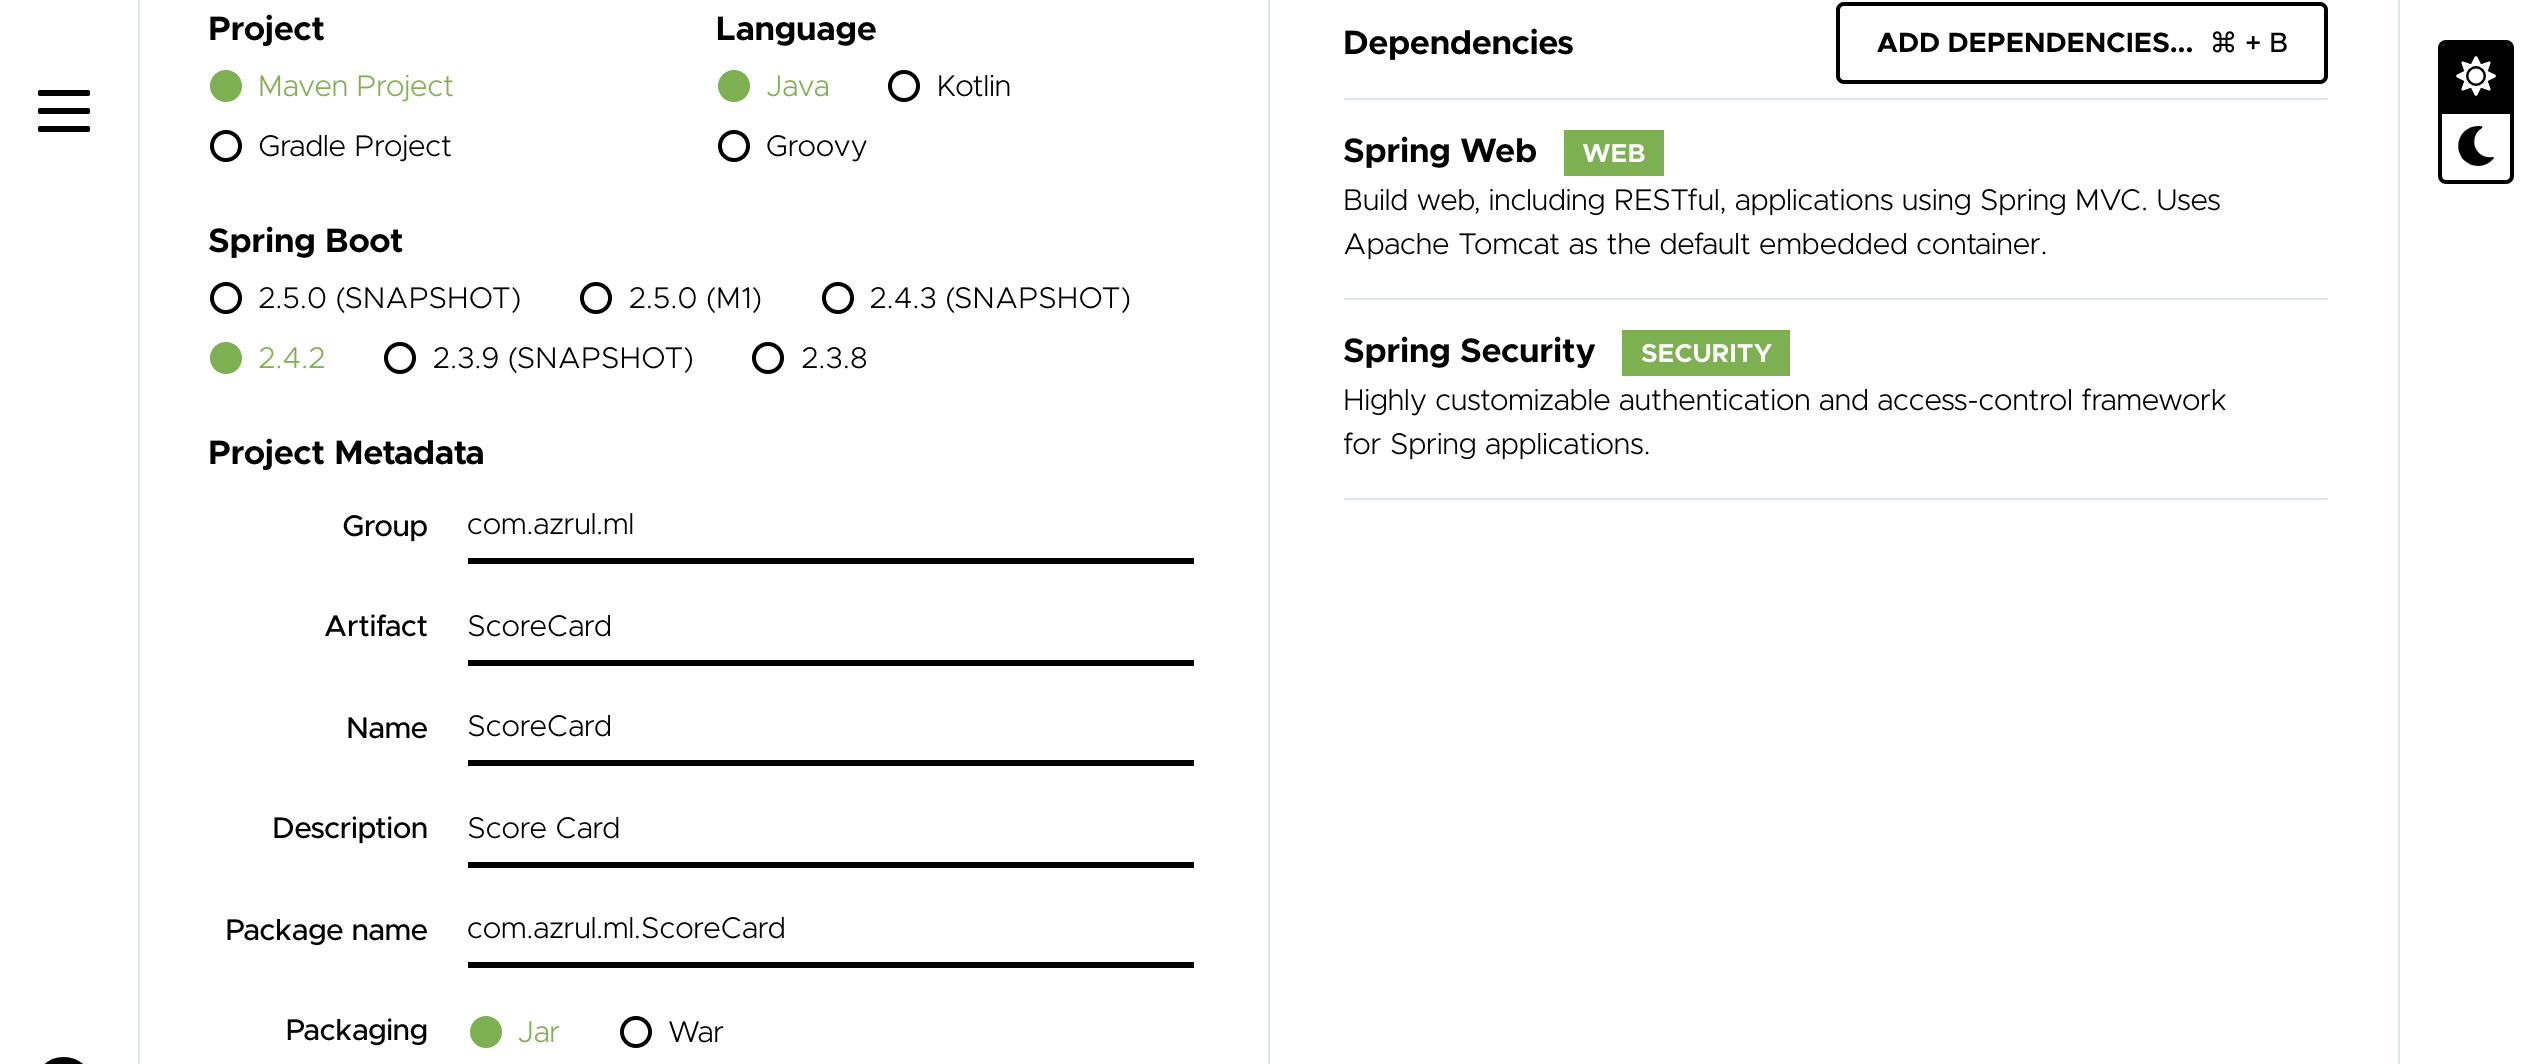 Project
Maven Project
Gradle Project
Language
Java Kotlin
Groovy
Spring Boot
2.5.0 (SNAPSHOT) 2.5.0 (M1) 2.4.3 (SNAPSHOT)
2.4.2 2.3.9 (SNAPSHOT) 2.3.8
Project Metadata
Group com.azrul.ml
Artifact ScoreCard
Name ScoreCard
Description Score Card
Package name com.azrul.ml.ScoreCard
Packaging Jar War
Dependencies ADD DEPENDENCIES... ⌘ + B
Spring Web WEB
Build web, including RESTful, applications using Spring MVC. Uses
Apache Tomcat as the default embedded container.
Spring Security SECURITY
Highly customizable authentication and access-control framework
for Spring applications.